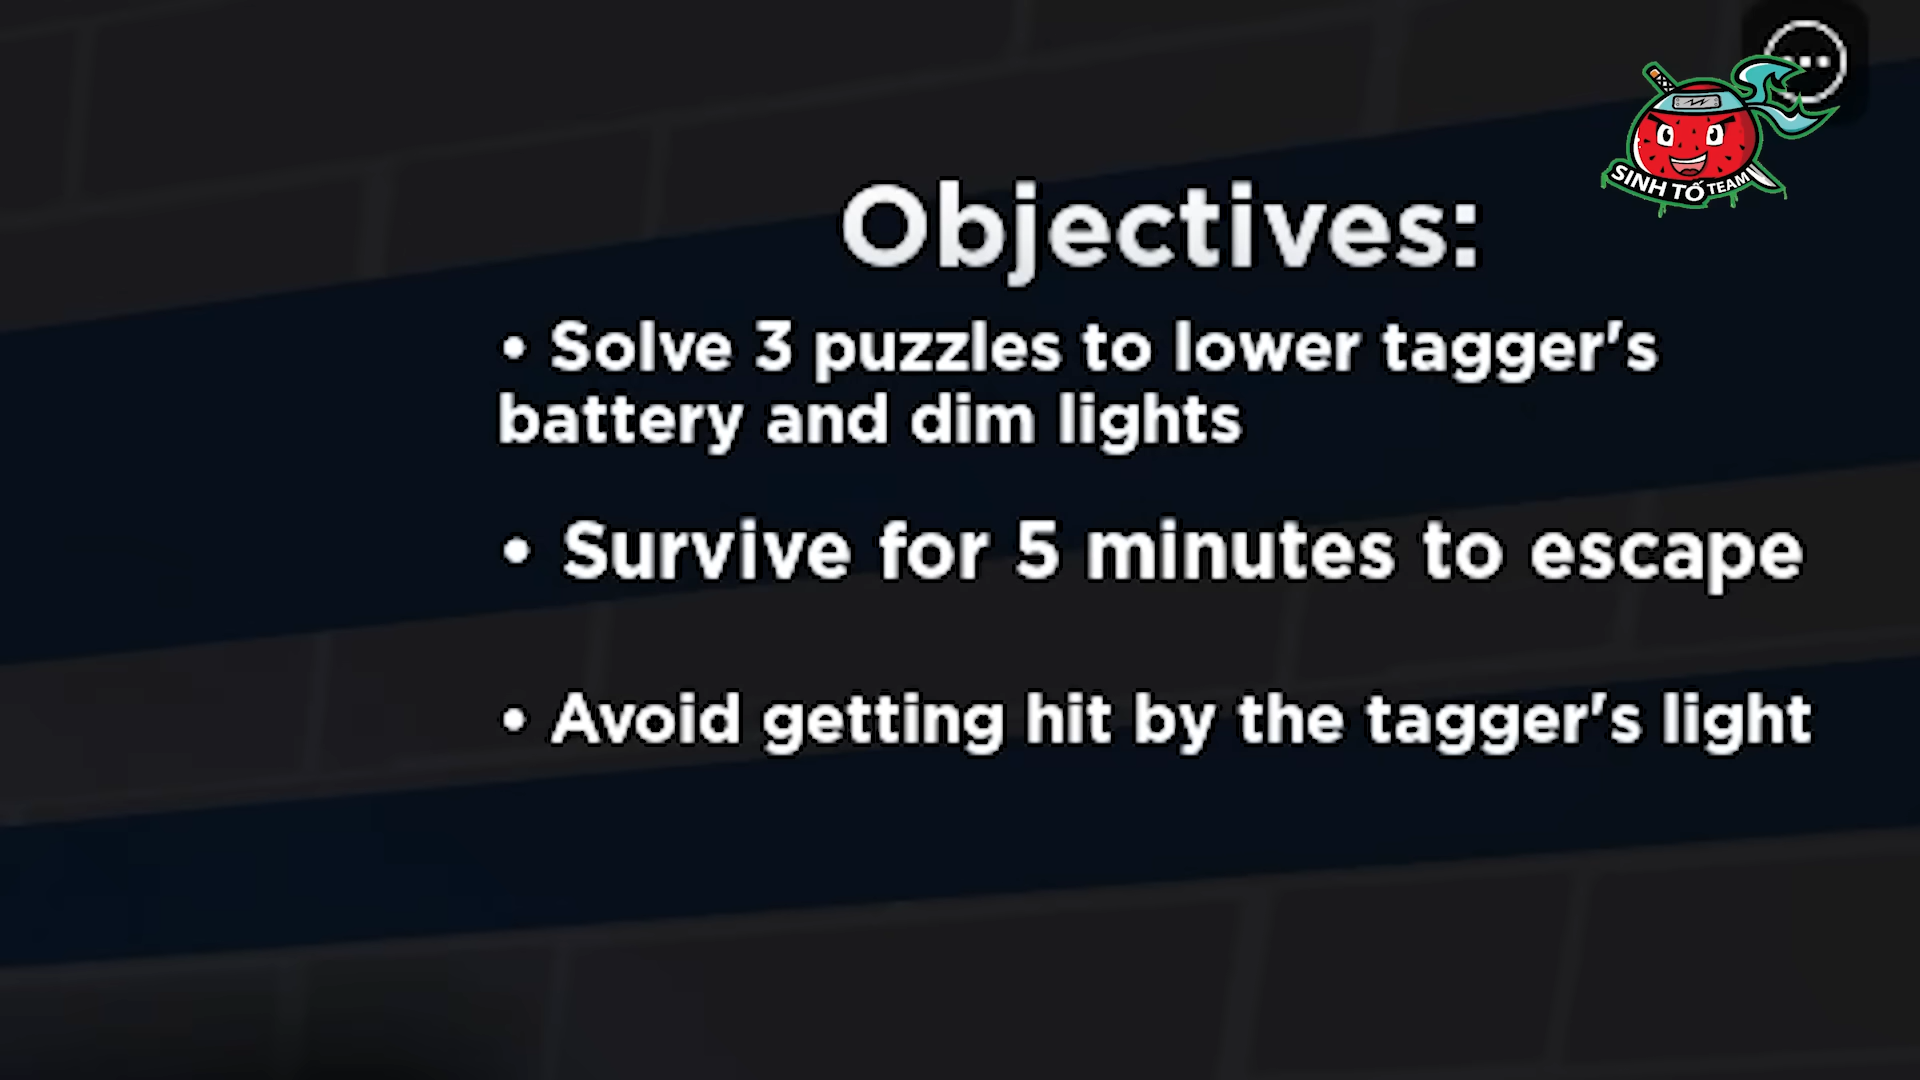 SINH TỐ TEAM
Objectives:
• Solve 3 puzzles to lower tagger's
battery and dim lights
• Survive for 5 minutes to escape
• Avoid getting hit by the tagger's light